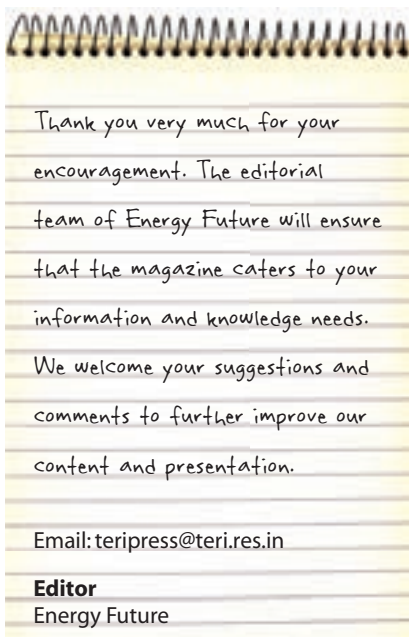 Thank you very much for your
encouragement. The editorial
team of Energy Future will ensure
that the magazine caters to your
information and knowledge needs.
We welcome your suggestions and
comments to further improve our
content and presentation.
Email: teripress@teri.res.in
Editor
Energy Future